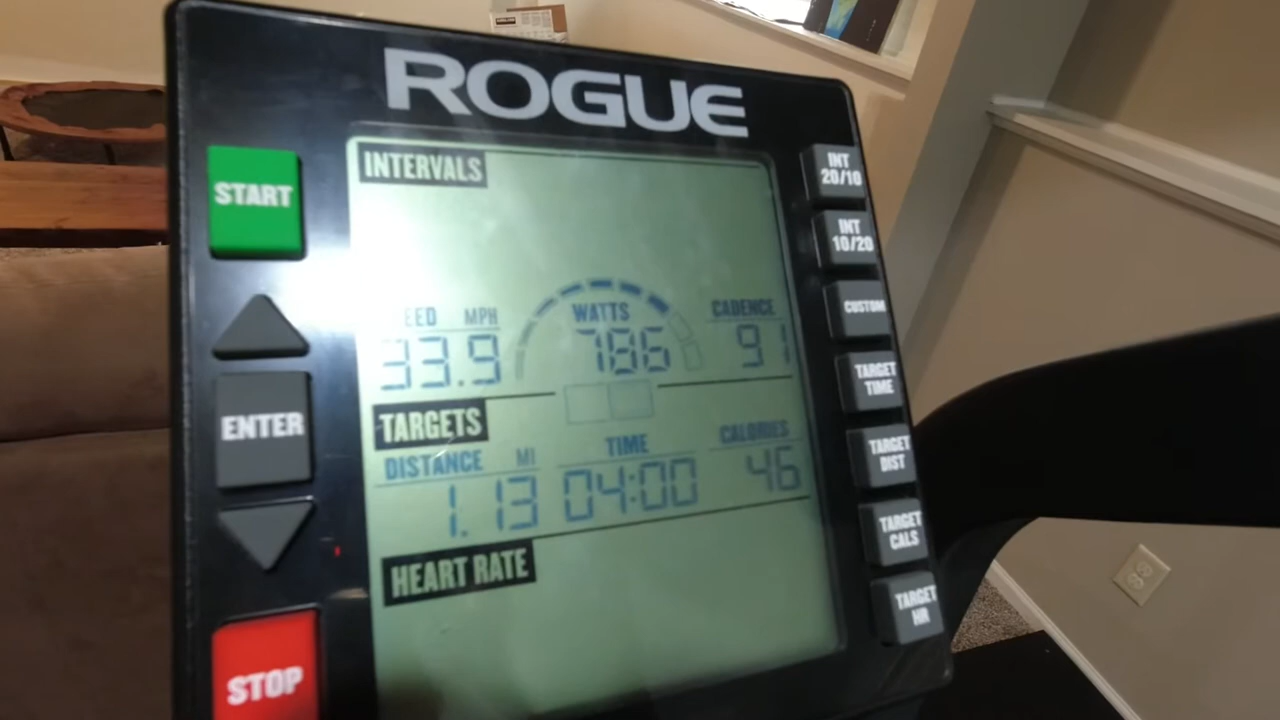 ROGUE
START
ENTER
STOP
INTERVALS
EED MPH
33.9
WATTS
786
CADENCE
91
TARGETS
DISTANCE MI
1.13
TIME
04:00
CALORIES
46
HEART RATE
INT
20/10
INT
10/20
CUSTOM
TARGET
TIME
TARGET
DIST
TARGET
CALS
TARGET
HR